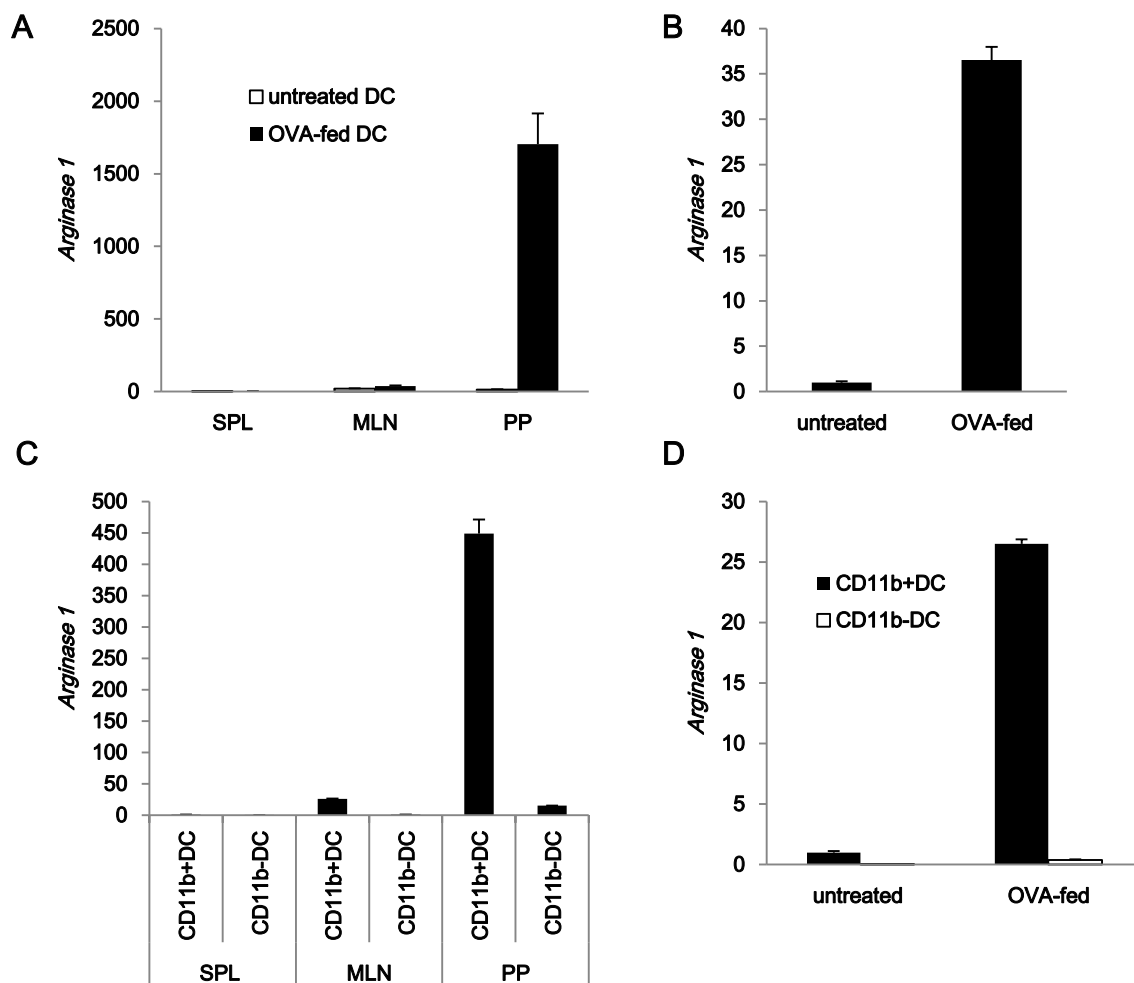 A
2500
2000
1500
1000
500
0
Arginase 1
untreated DC
OVA-fed DC
SPL MLN PP
B
40
35
30
25
20
15
10
5
0
Arginase 1
untreated OVA-fed
C
500
450
400
350
300
250
200
150
100
50
0
Arginase 1
CD11b+DC
CD11b-DC
CD11b+DC
CD11b-DC
CD11b+DC
CD11b-DC
SPL MLN PP
D
30
25
20
15
10
5
0
Arginase 1
CD11b+DC
CD11b-DC
untreated OVA-fed